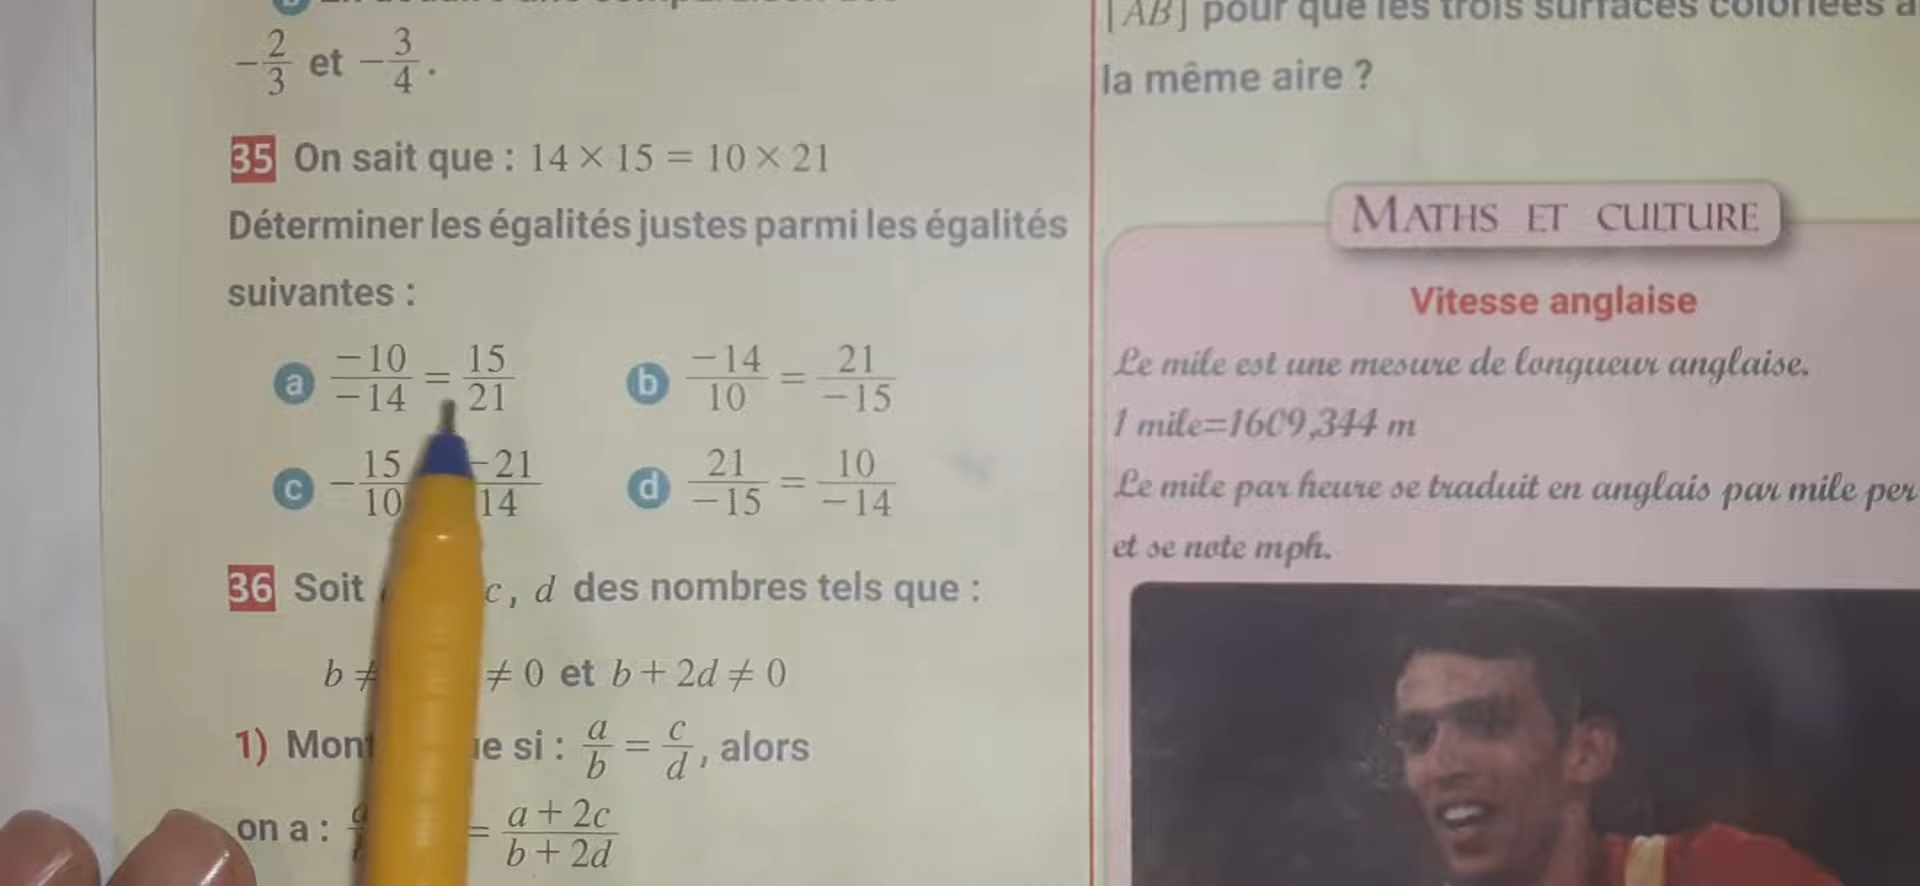 −2/3 et −3/4.
35 On sait que : 14 × 15 = 10 × 21
Déterminer les égalités justes parmi les égalités
suivantes :
a −10/−14 = 15/21 b −14/10 = 21/−15
c −15/10 −21/14 d 21/−15 = 10/−14
36 Soit c, d des nombres tels que :
b ≠ ≠ 0 et b + 2d ≠ 0
1) si : a/b = c/d, alors
on a : = a + 2c/b + 2d
[AB] pour que les trois surfaces coloriées
la même aire ?
MATHS ET CULTURE
Vitesse anglaise
Le mile est une mesure de longueur anglaise.
1 mile=1609,344 m
Le mile par heure se traduit en anglais par mile per
et se note mph.